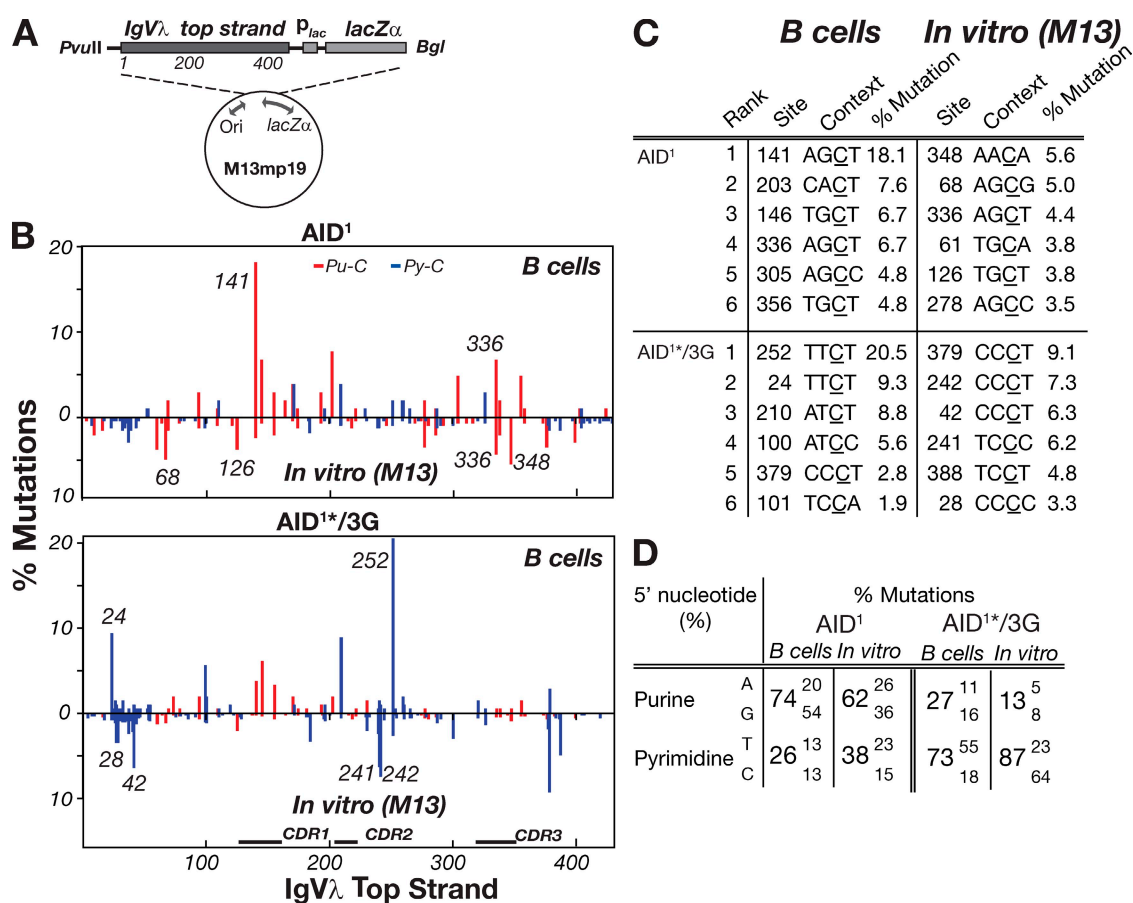 A
IgVλ top strand
plac
lacZα
PvuII
BglI
1
200
400
Ori
lacZα
M13mp19
B
AID¹
20
Pu-C
Py-C
B cells
141
336
10
0
68
126
336
348
In vitro (M13)
10
% Mutations
AID¹*/3G
20
B cells
252
24
10
0
28
42
241
242
10
In vitro (M13)
CDR1
CDR2
CDR3
100
200
300
400
IgVλ Top Strand
C
B cells
In vitro (M13)
Rank
Site
Context
% Mutation
Site
Context
% Mutation
AID¹ 1 141 AGCT 18.1 348 AACA 5.6
2 203 CACT 7.6 68 AGCG 5.0
3 146 TGCT 6.7 336 AGCT 4.4
4 336 AGCT 6.7 61 TGCA 3.8
5 305 AGCC 4.8 126 TGCT 3.8
6 356 TGCT 4.8 278 AGCC 3.5
AID¹*/3G 1 252 TTCT 20.5 379 CCCT 9.1
2 24 TTCT 9.3 242 CCCT 7.3
3 210 ATCT 8.8 42 CCCT 6.3
4 100 ATCC 5.6 241 TCCC 6.2
5 379 CCCT 2.8 388 TCCT 4.8
6 101 TCCA 1.9 28 CCCC 3.3
D
5' nucleotide
(%)
% Mutations
AID¹
AID¹*/3G
B cells In vitro
B cells In vitro
Purine
A
G
74 20 54
62 26 36
27 11 16
13 5 8
Pyrimidine
T
C
26 13 13
38 23 15
73 55 18
87 23 64